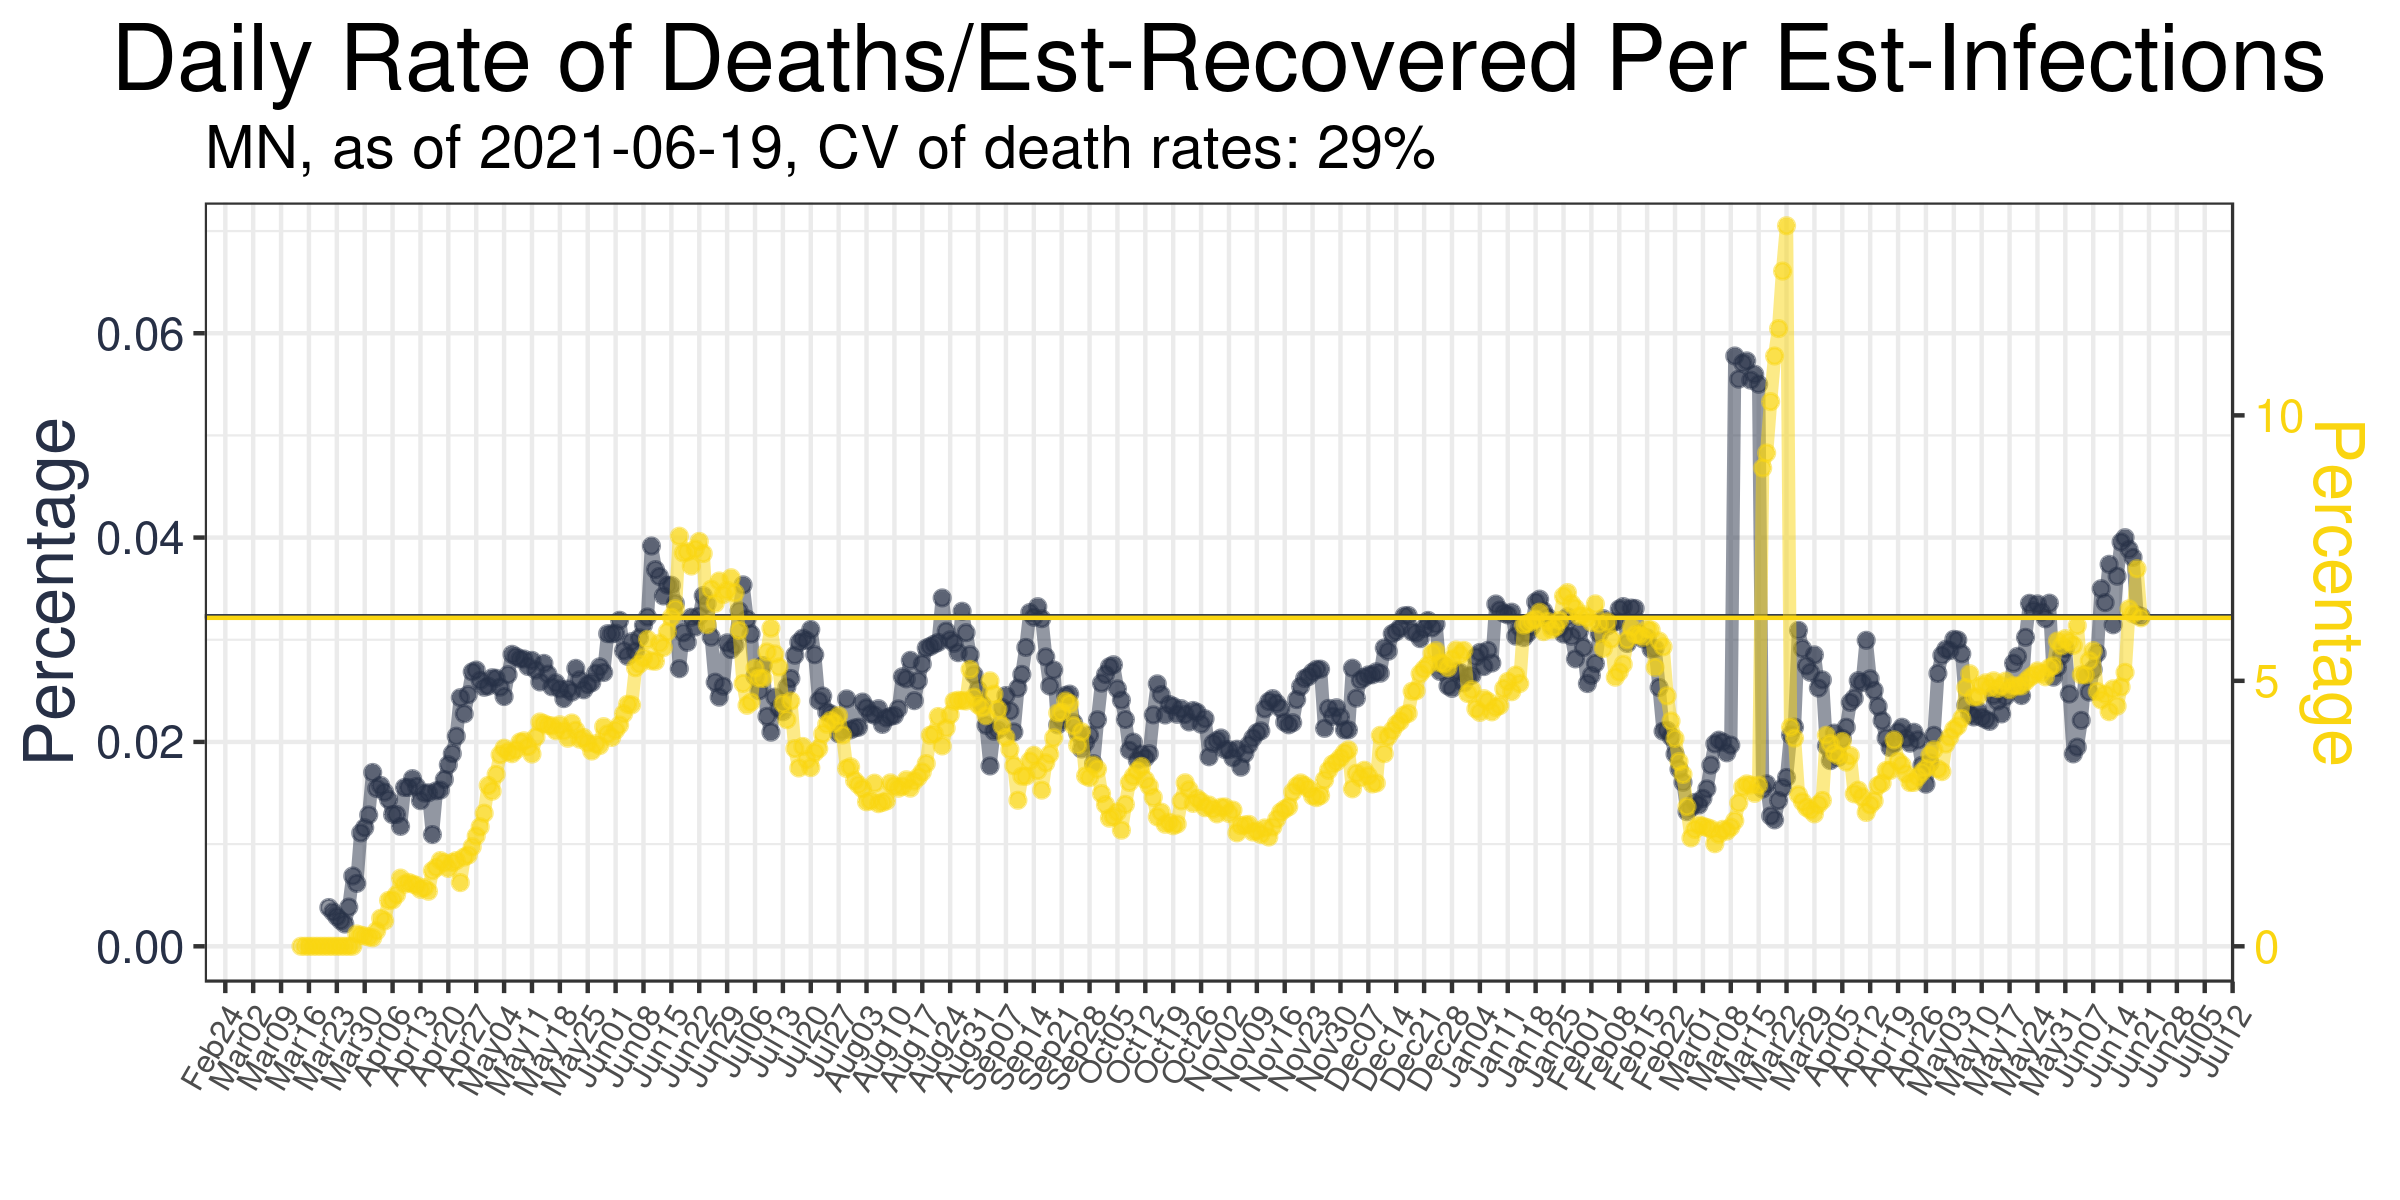 Daily Rate of Deaths/Est-Recovered Per Est-Infections
MN, as of 2021-06-19, CV of death rates: 29%
Percentage
0.06
0.04
0.02
0.00
10
5
0
Percentage
Feb24
Mar02
Mar09
Mar16
Mar23
Mar30
Apr06
Apr13
Apr20
Apr27
May04
May11
May18
May25
Jun01
Jun08
Jun15
Jun22
Jun29
Jul06
Jul13
Jul20
Jul27
Aug03
Aug10
Aug17
Aug24
Aug31
Sep07
Sep14
Sep21
Sep28
Oct05
Oct12
Oct19
Oct26
Nov02
Nov09
Nov16
Nov23
Nov30
Dec07
Dec14
Dec21
Dec28
Jan04
Jan11
Jan18
Jan25
Feb01
Feb08
Feb15
Feb22
Mar01
Mar08
Mar15
Mar22
Mar29
Apr05
Apr12
Apr19
Apr26
May03
May10
May17
May24
May31
Jun07
Jun14
Jun21
Jun28
Jul05
Jul12